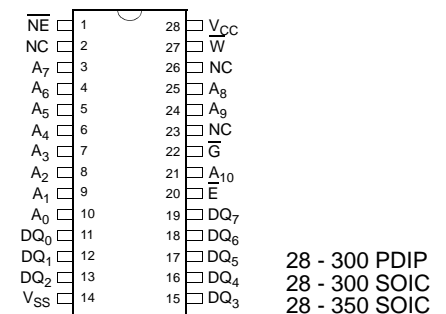 N̅E̅ 1 28 V_CC
NC 2 27 W̅
A₇ 3 26 NC
A₆ 4 25 A₈
A₅ 5 24 A₉
A₄ 6 23 NC
A₃ 7 22 G̅
A₂ 8 21 A₁₀
A₁ 9 20 E̅
A₀ 10 19 DQ₇
DQ₀ 11 18 DQ₆
DQ₁ 12 17 DQ₅
DQ₂ 13 16 DQ₄
V_SS 14 15 DQ₃
28 - 300 PDIP
28 - 300 SOIC
28 - 350 SOIC